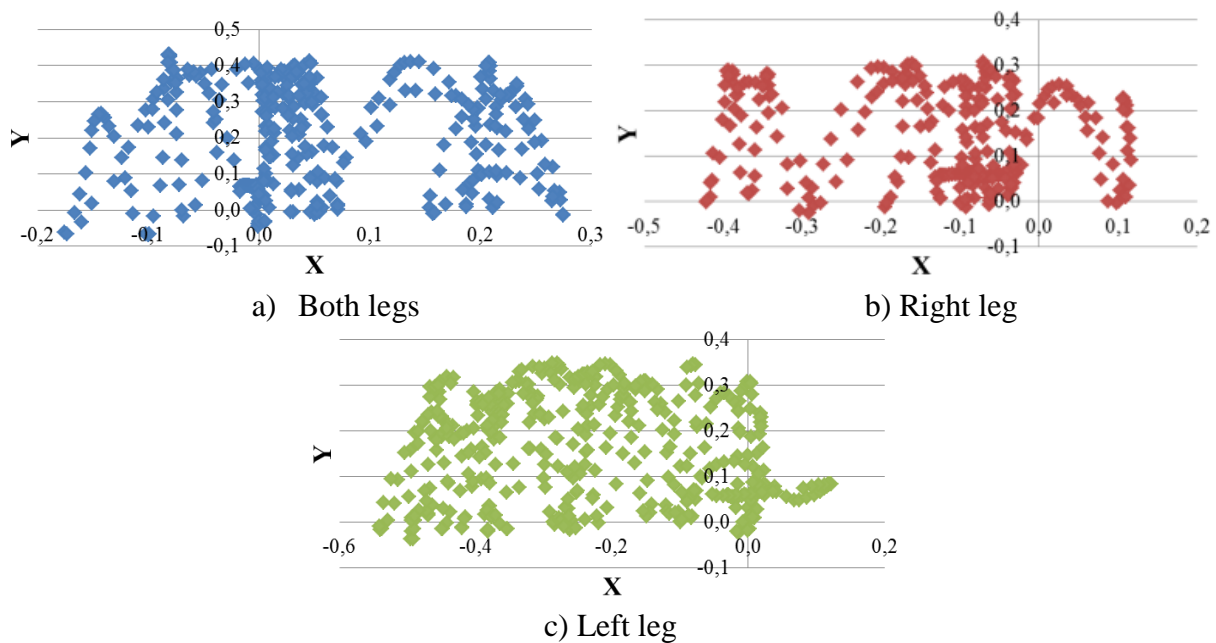 0,5
0,4
0,3
0,2
0,1
0,0
-0,1
-0,2 -0,1 0,0 0,1 0,2 0,3
Y
X
a) Both legs
0,4
0,3
0,2
0,1
0,0
-0,1
-0,5 -0,4 -0,3 -0,2 -0,1 0,0 0,1 0,2
Y
X
b) Right leg
0,4
0,3
0,2
0,1
0,0
-0,1
-0,6 -0,4 -0,2 0,0 0,2
Y
X
c) Left leg